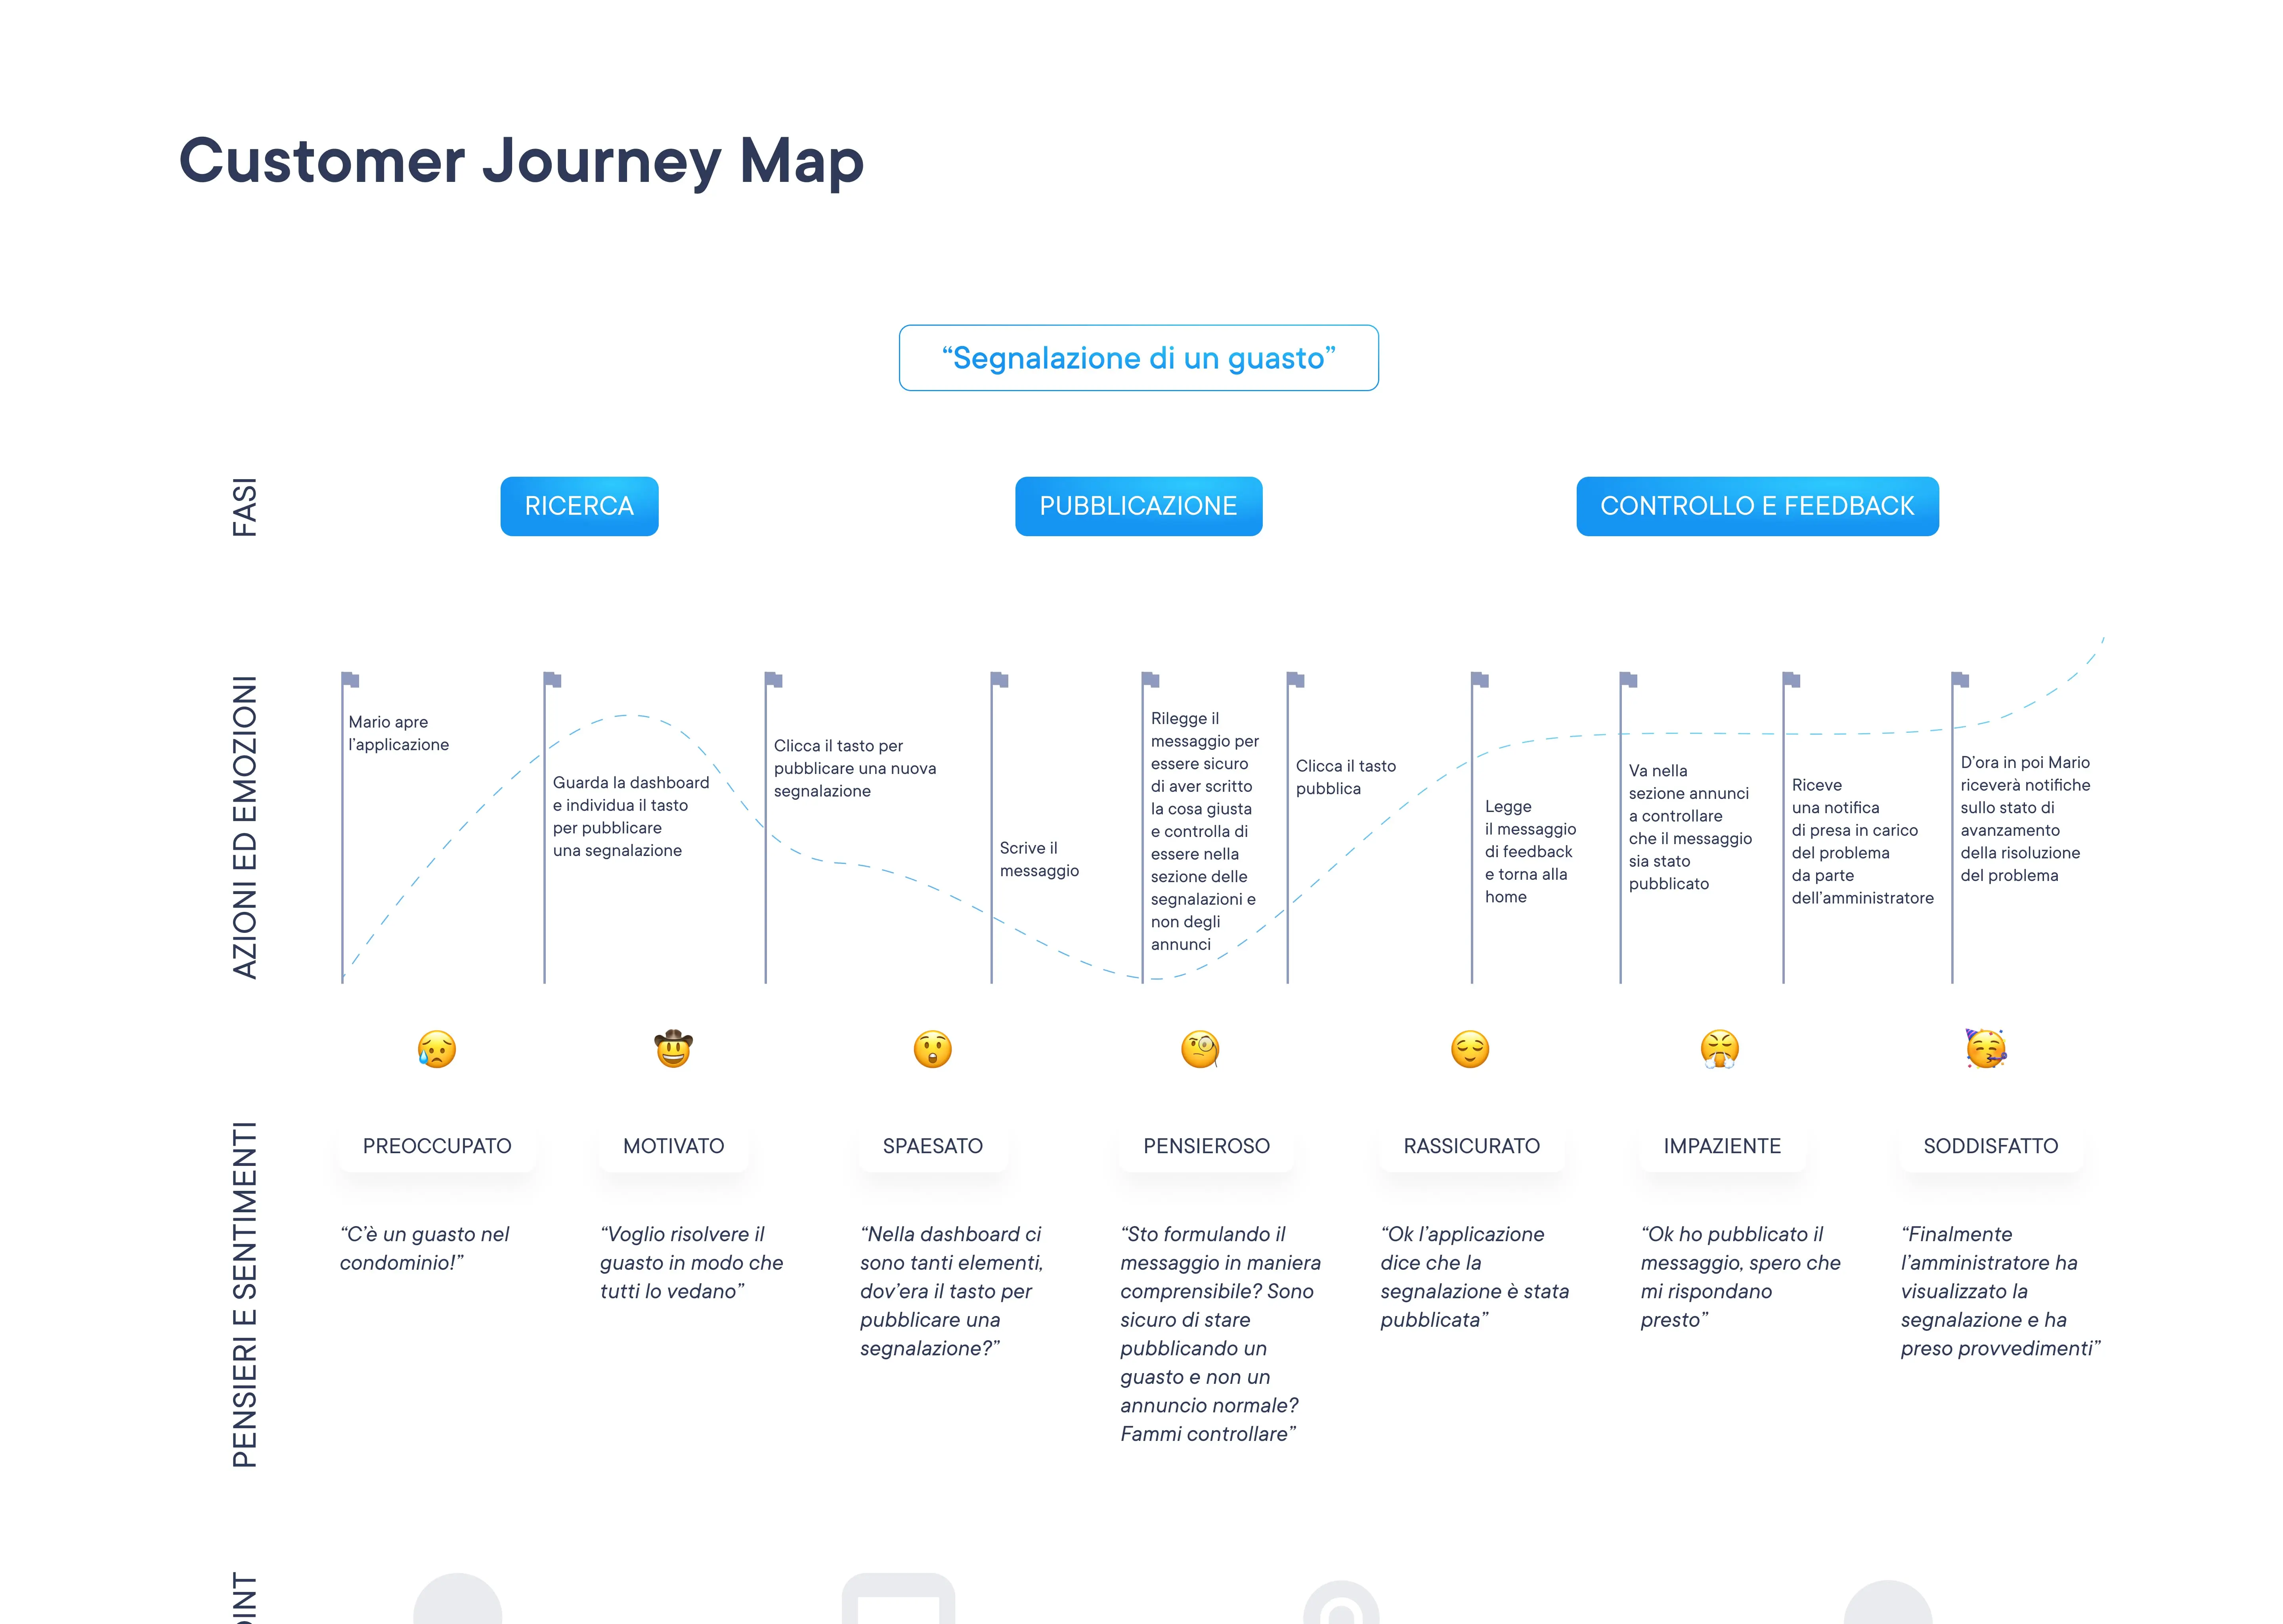 Customer Journey Map
“Segnalazione di un guasto”
FASI
RICERCA
PUBBLICAZIONE
CONTROLLO E FEEDBACK
AZIONI ED EMOZIONI
Mario apre
l’applicazione
Guarda la dashboard
e individua il tasto
per pubblicare
una segnalazione
Clicca il tasto per
pubblicare una nuova
segnalazione
Scrive il
messaggio
Rilegge il
messaggio per
essere sicuro
di aver scritto
la cosa giusta
e controlla di
essere nella
sezione delle
segnalazioni e
non degli
annunci
Clicca il tasto
pubblica
Legge
il messaggio
di feedback
e torna alla
home
Va nella
sezione annunci
a controllare
che il messaggio
sia stato
pubblicato
Riceve
una notifica
di presa in carico
del problema
da parte
dell’amministratore
D’ora in poi Mario
riceverà notifiche
sullo stato di
avanzamento
della risoluzione
del problema
PENSIERI E SENTIMENTI
PREOCCUPATO
“C’è un guasto nel
condominio!”
MOTIVATO
“Voglio risolvere il
guasto in modo che
tutti lo vedano”
SPAESATO
“Nella dashboard ci
sono tanti elementi,
dov’era il tasto per
pubblicare una
segnalazione?”
PENSIEROSO
“Sto formulando il
messaggio in maniera
comprensibile? Sono
sicuro di stare
pubblicando un
guasto e non un
annuncio normale?
Fammi controllare”
RASSICURATO
“Ok l’applicazione
dice che la
segnalazione è stata
pubblicata”
IMPAZIENTE
“Ok ho pubblicato il
messaggio, spero che
mi rispondano
presto”
SODDISFATTO
“Finalmente
l’amministratore ha
visualizzato la
segnalazione e ha
preso provvedimenti”